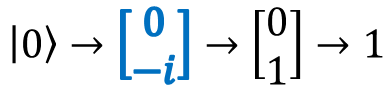 |0⟩ → [0 −i] → [0 1] → 1